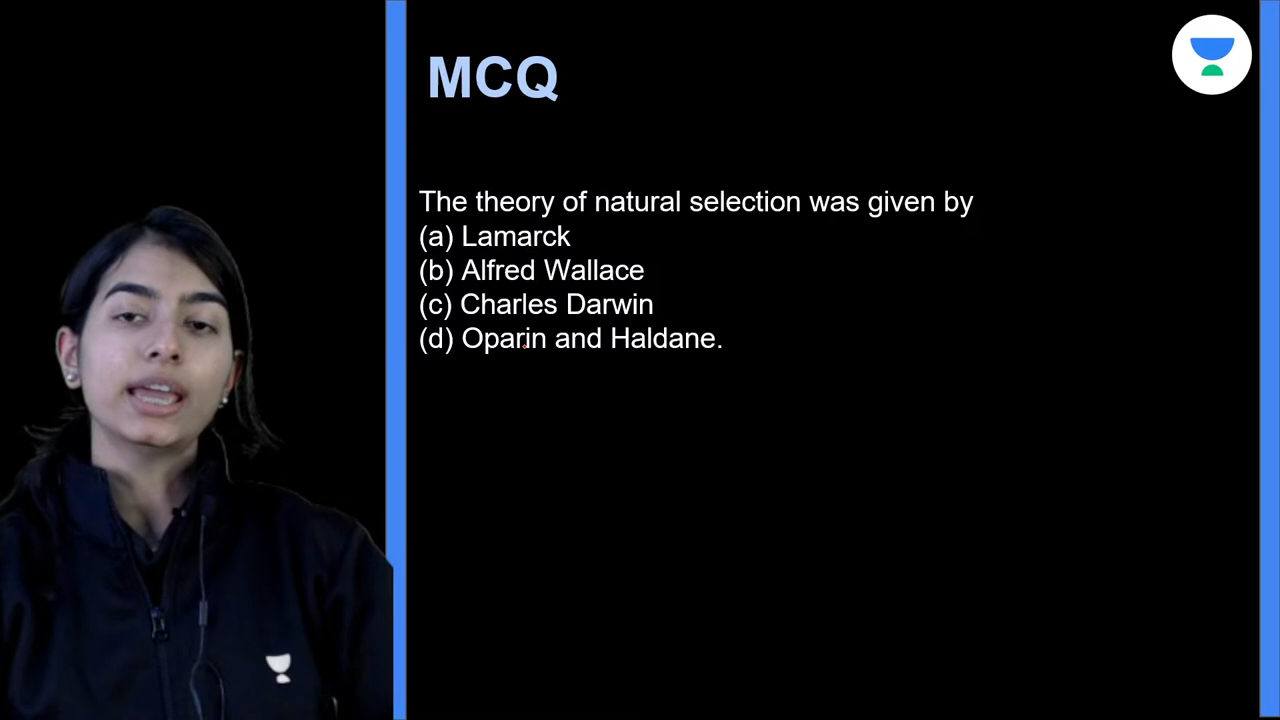 MCQ
The theory of natural selection was given by
(a) Lamarck
(b) Alfred Wallace
(c) Charles Darwin
(d) Oparin and Haldane.